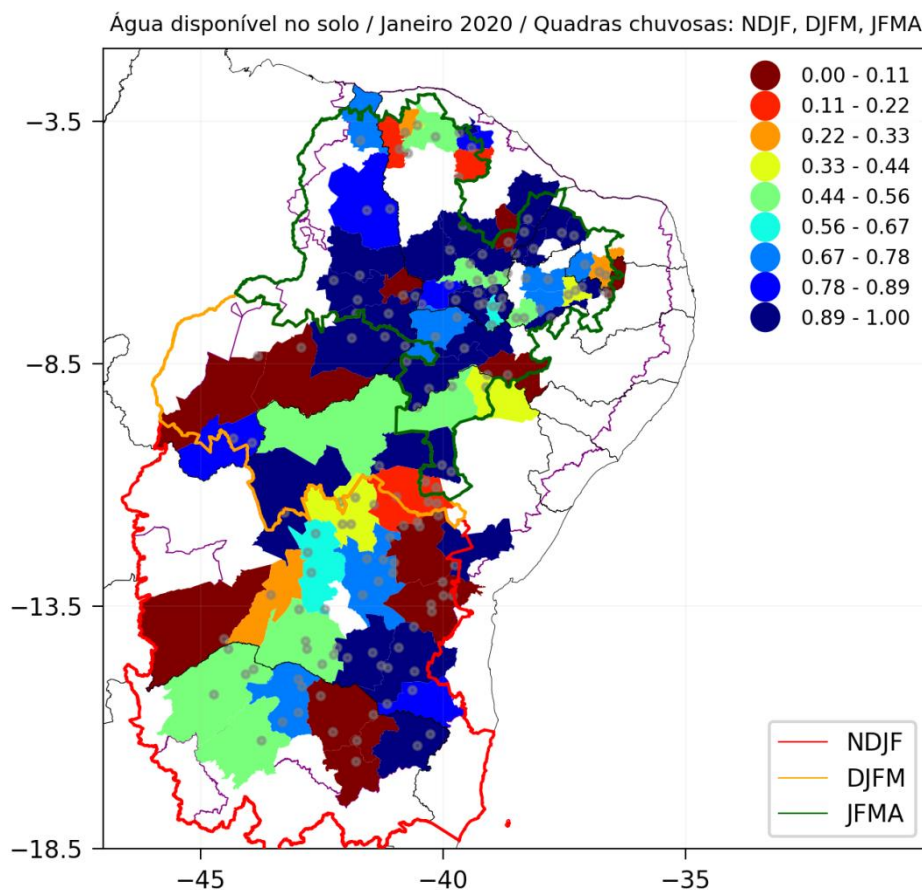 Água disponível no solo / Janeiro 2020 / Quadras chuvosas: NDJF, DJFM, JFMA
0.00 - 0.11
0.11 - 0.22
0.22 - 0.33
0.33 - 0.44
0.44 - 0.56
0.56 - 0.67
0.67 - 0.78
0.78 - 0.89
0.89 - 1.00
−3.5
−8.5
−13.5
−18.5
NDJF
DJFM
JFMA
−45
−40
−35